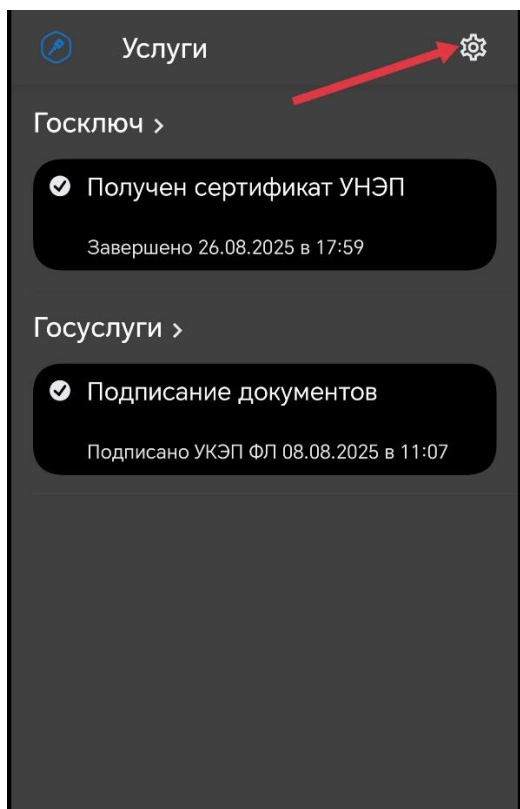 Услуги
Госключ >
Получен сертификат УНЭП
Завершено 26.08.2025 в 17:59
Госуслуги >
Подписание документов
Подписано УКЭП ФЛ 08.08.2025 в 11:07